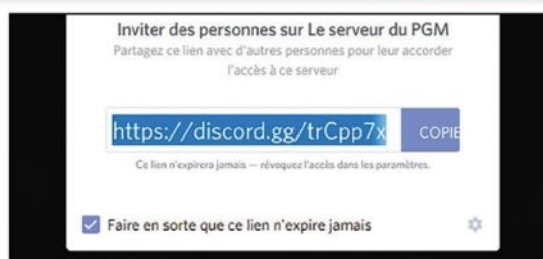 Inviter des personnes sur Le serveur du PGM
Partagez ce lien avec d'autres personnes pour leur accorder
l'accès à ce serveur
https://discord.gg/trCpp7x
COPIE
Ce lien n'expirera jamais — révoquez l'accès dans les paramètres.
Faire en sorte que ce lien n'expire jamais